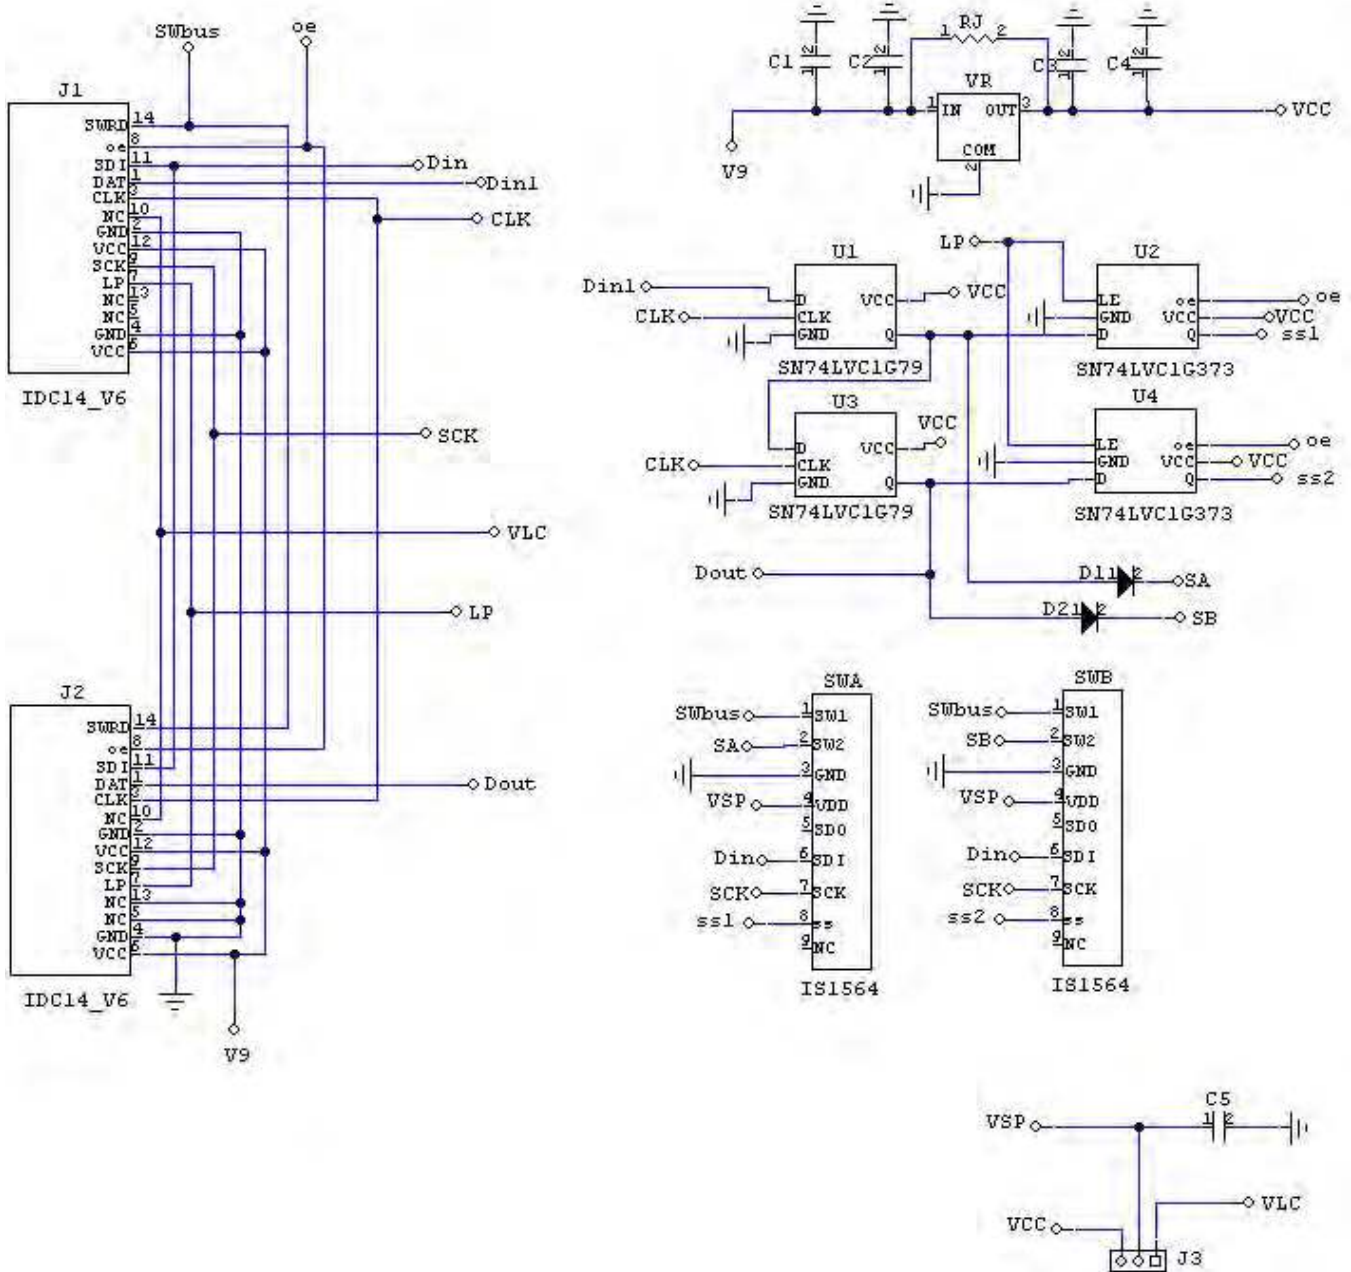 SWbus
oe
J1
SWRD 14
oe 8
SDI 11
DAT 1
CLK 3
NC 10
GND 2
VCC 12
SCK 9
LP 7
NC 13
NC 5
GND 4
VCC 6
IDC14_V6
Din
Din1
CLK
SCK
VLC
LP
J2
SWRD 14
oe 8
SDI 11
DAT 1
CLK 3
NC 10
GND 2
VCC 12
SCK 9
LP 7
NC 13
NC 5
GND 4
VCC 6
IDC14_V6
Dout
V9
1 RJ 2
C1 1 2
C2 1 2
C3 1 2
C4 1 2
VR
1 IN OUT 3
COM
2
V9
VCC
U1
Din1 D VCC VCC
CLK CLK
GND Q
SN74LVC1G79
LP
U2
LE oe oe
GND VCC VCC
D Q ss1
SN74LVC1G373
U3
VCC
D VCC
CLK CLK
GND Q
SN74LVC1G79
U4
LE oe oe
GND VCC VCC
D Q ss2
SN74LVC1G373
Dout
D1 1 2 SA
D2 1 2 SB
SWA
SWbus 1 SW1
SA 2 SW2
3 GND
VSP 4 VDD
5 SDO
Din 6 SDI
SCK 7 SCK
ss1 8 ss
9 NC
IS1564
SWB
SWbus 1 SW1
SB 2 SW2
3 GND
VSP 4 VDD
5 SDO
Din 6 SDI
SCK 7 SCK
ss2 8 ss
9 NC
IS1564
C5
VSP 1 2
VLC
VCC
J3